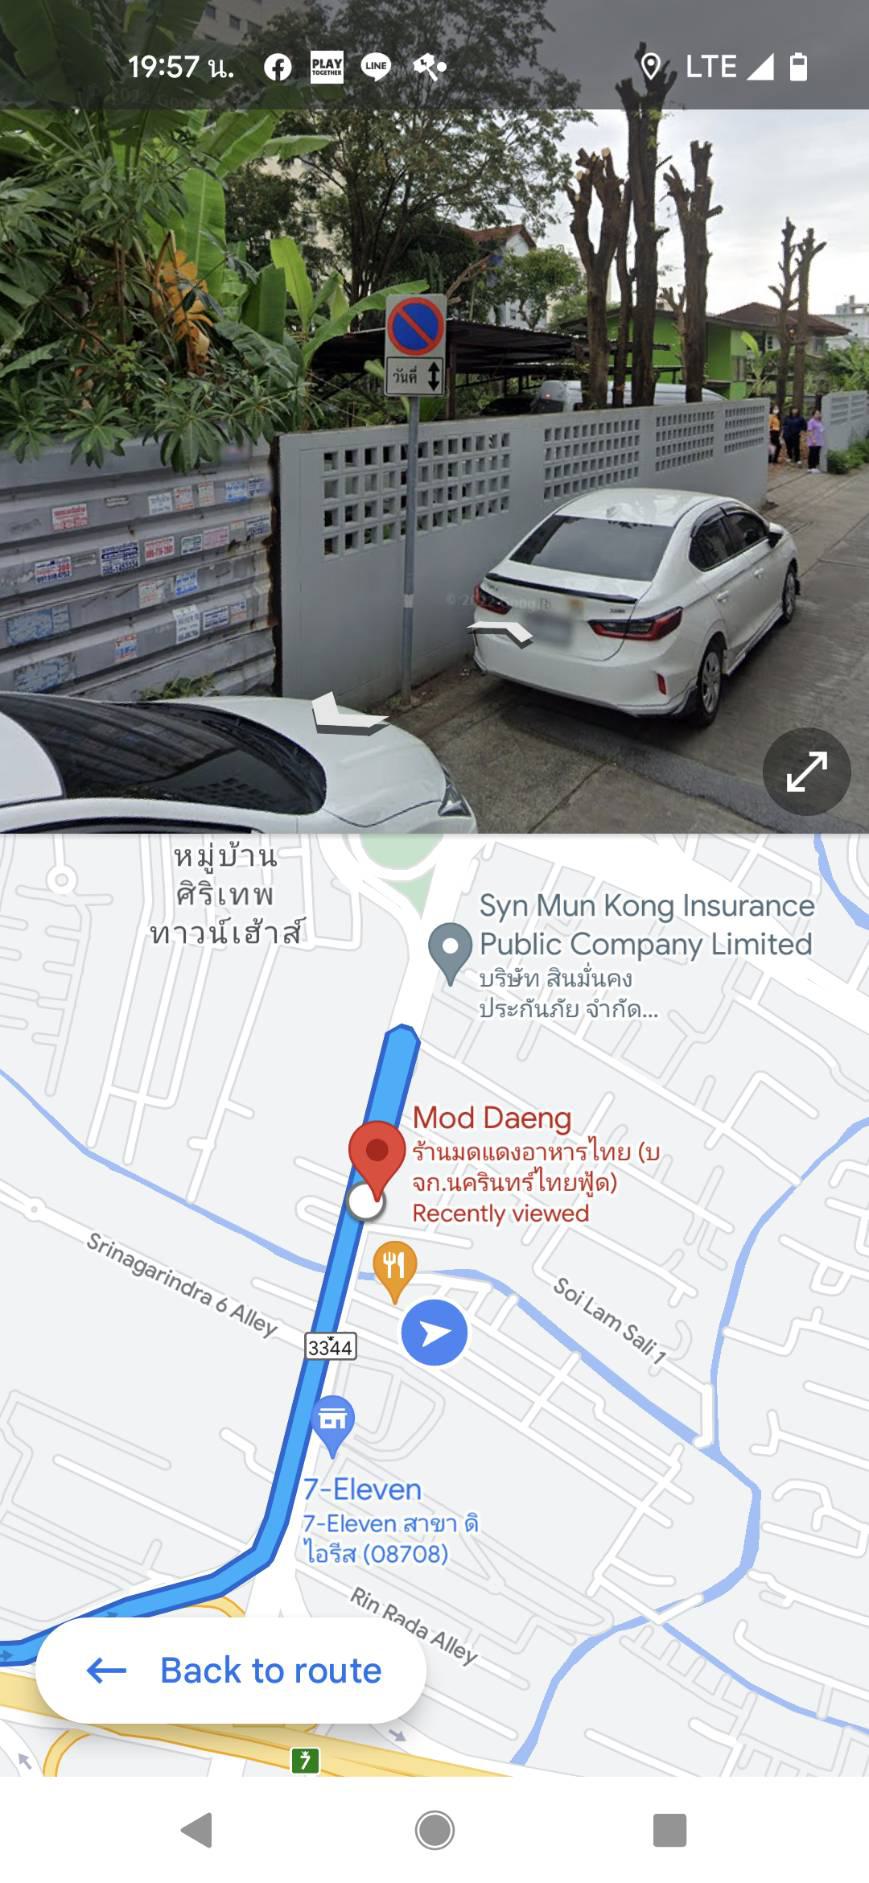 19:57 น.
PLAY
TOGETHER
LINE
LTE
วันคี่
หมู่บ้าน
ศิริเทพ
ทาวน์เฮ้าส์
Syn Mun Kong Insurance
Public Company Limited
บริษัท สินมั่นคง
ประกันภัย จำกัด...
Mod Daeng
ร้านมดแดงอาหารไทย (บ
จก.นครินทร์ไทยฟู้ด)
Recently viewed
Srinagarindra 6 Alley
Soi Lam Sali 1
3344
7-Eleven
7-Eleven สาขา ดิ
ไอรีส (08708)
Rin Rada Alley
Back to route
7